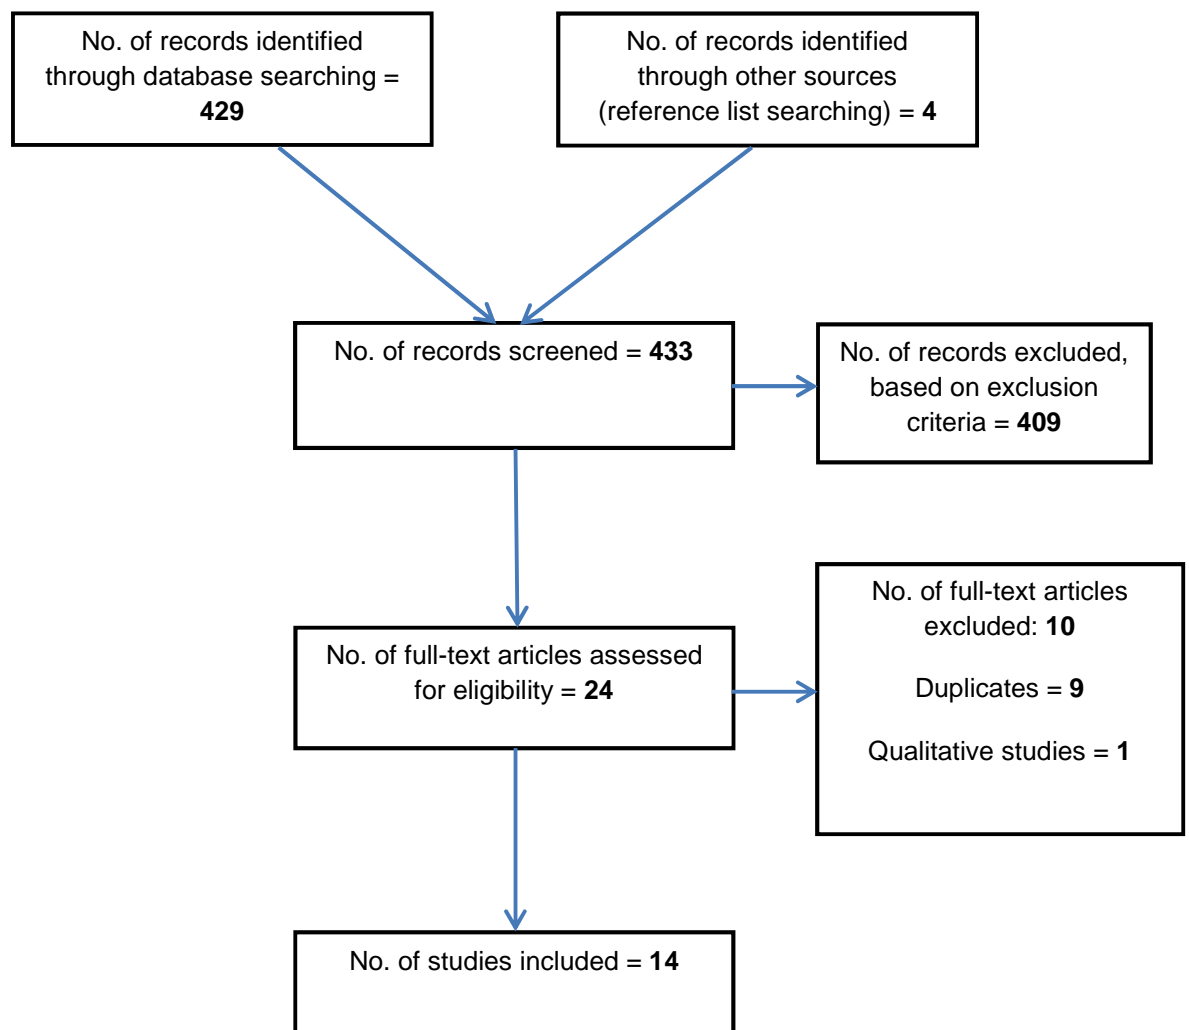 No. of records identified
through database searching =
429
No. of records identified
through other sources
(reference list searching) = 4
No. of records screened = 433
No. of records excluded,
based on exclusion
criteria = 409
No. of full-text articles assessed
for eligibility = 24
No. of full-text articles
excluded: 10
Duplicates = 9
Qualitative studies = 1
No. of studies included = 14